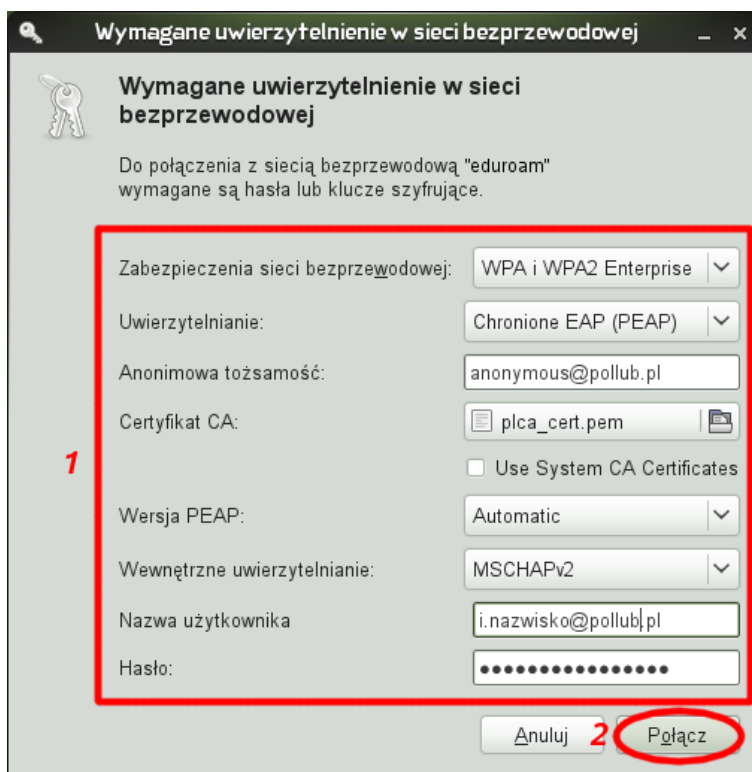 Wymagane uwierzytelnienie w sieci bezprzewodowej
Wymagane uwierzytelnienie w sieci
bezprzewodowej
Do połączenia z siecią bezprzewodową "eduroam"
wymagane są hasła lub klucze szyfrujące.
Zabezpieczenia sieci bezprzewodowej: WPA i WPA2 Enterprise
Uwierzytelnianie: Chronione EAP (PEAP)
Anonimowa tożsamość: anonymous@pollub.pl
Certyfikat CA: plca_cert.pem
1
Use System CA Certificates
Wersja PEAP: Automatic
Wewnętrzne uwierzytelnianie: MSCHAPv2
Nazwa użytkownika i.nazwisko@pollub.pl
Hasło: ••••••••••••••••
Anuluj 2 Połącz